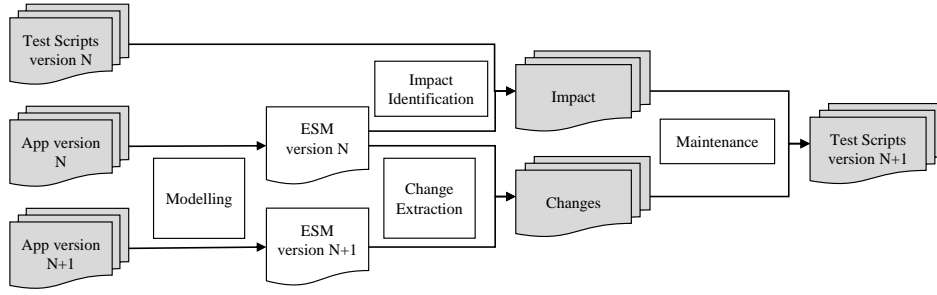 Test Scripts
version N
Impact
Identification
Impact
App version
N
ESM
version N
Maintenance
Test Scripts
version N+1
Modelling
Change
Extraction
Changes
App version
N+1
ESM
version N+1